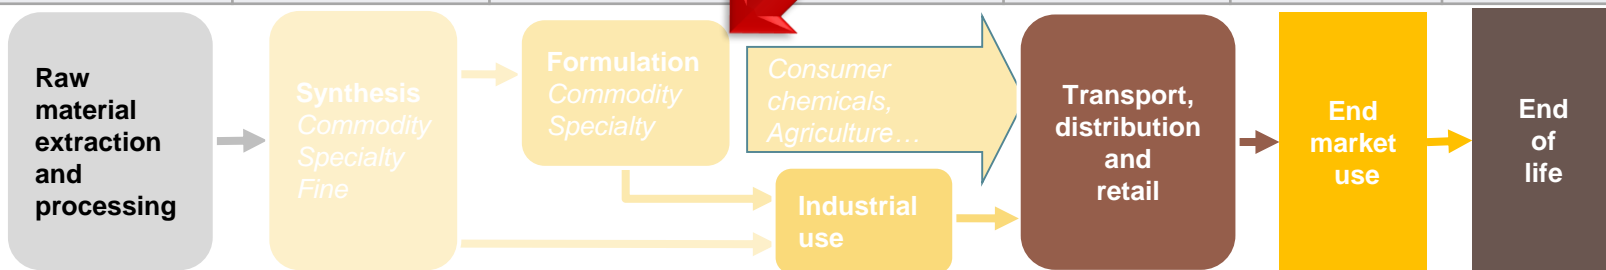 Raw
material
extraction
and
processing
Synthesis
Commodity
Specialty
Fine
Formulation
Commodity
Specialty
Consumer
chemicals,
Agriculture…
Industrial
use
Transport,
distribution
and
retail
End
market
use
End
of
life